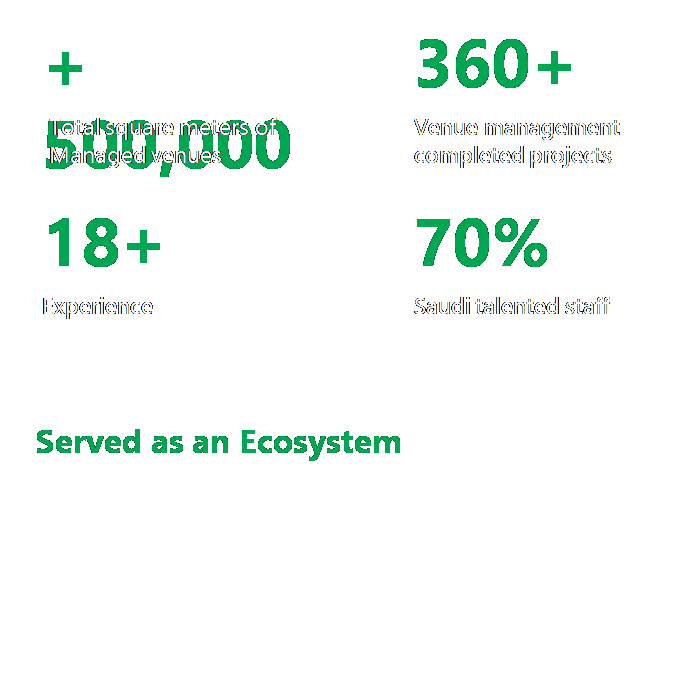 +
500,000
Total square meters of
Managed venues
360+
Venue management
completed projects
18+
Experience
70%
Saudi talented staff
Served as an Ecosystem